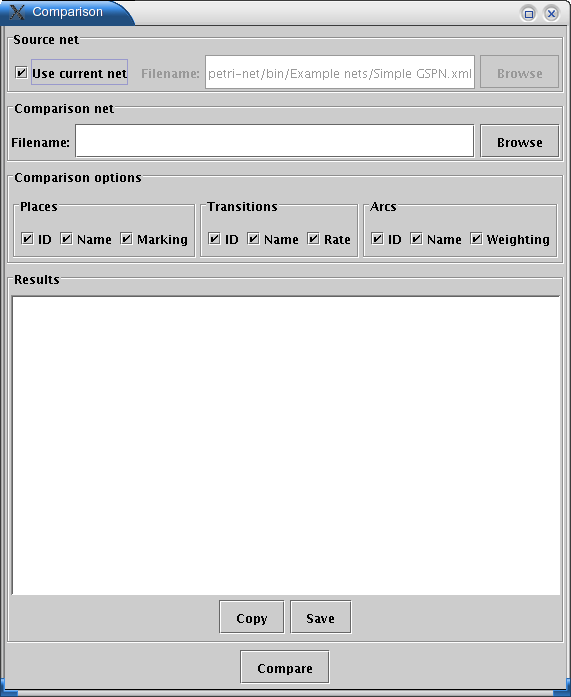 Comparison
Source net
Use current net Filename: petri-net/bin/Example nets/Simple GSPN.xml Browse
Comparison net
Filename: Browse
Comparison options
Places Transitions Arcs
ID Name Marking ID Name Rate ID Name Weighting
Results
Copy Save
Compare